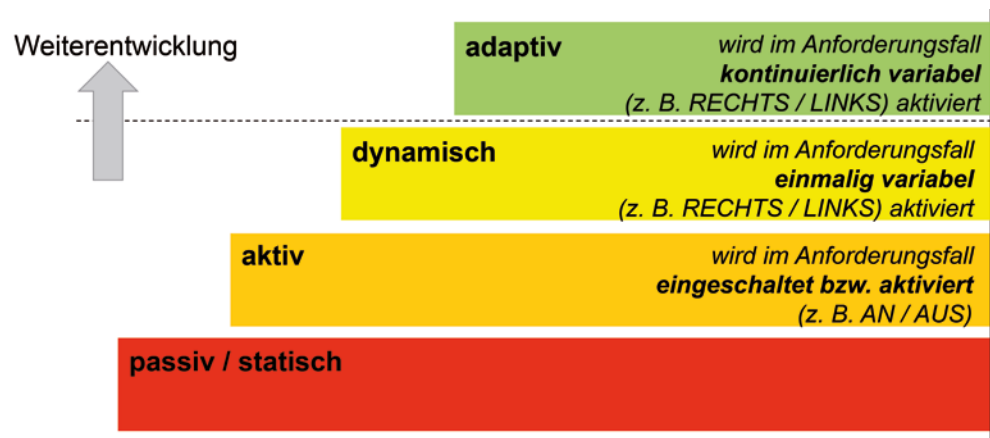 Weiterentwicklung
adaptiv
wird im Anforderungsfall
kontinuierlich variabel
(z. B. RECHTS / LINKS) aktiviert
dynamisch
wird im Anforderungsfall
einmalig variabel
(z. B. RECHTS / LINKS) aktiviert
aktiv
wird im Anforderungsfall
eingeschaltet bzw. aktiviert
(z. B. AN / AUS)
passiv / statisch